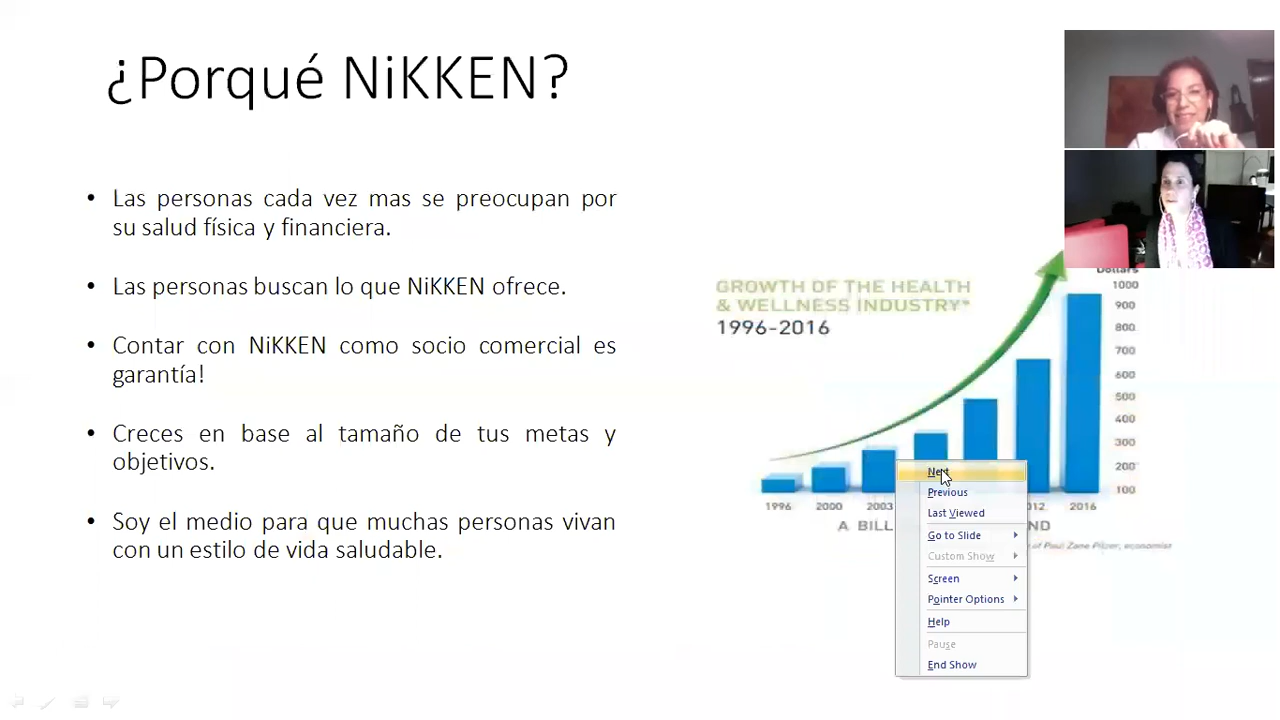 ¿Porqué NiKKEN?
• Las personas cada vez mas se preocupan por
su salud física y financiera.
• Las personas buscan lo que NiKKEN ofrece.
• Contar con NiKKEN como socio comercial es
garantía!
• Creces en base al tamaño de tus metas y
objetivos.
• Soy el medio para que muchas personas vivan
con un estilo de vida saludable.
GROWTH OF THE HEALTH
& WELLNESS INDUSTRY*
1996-2016
Dollars
1000
900
800
700
600
500
400
300
200
100
1996 2000 2003 2016
A
of Paul Zane Pilzer, economist
Next
Previous
Last Viewed
Go to Slide
Custom Show
Screen
Pointer Options
Help
Pause
End Show